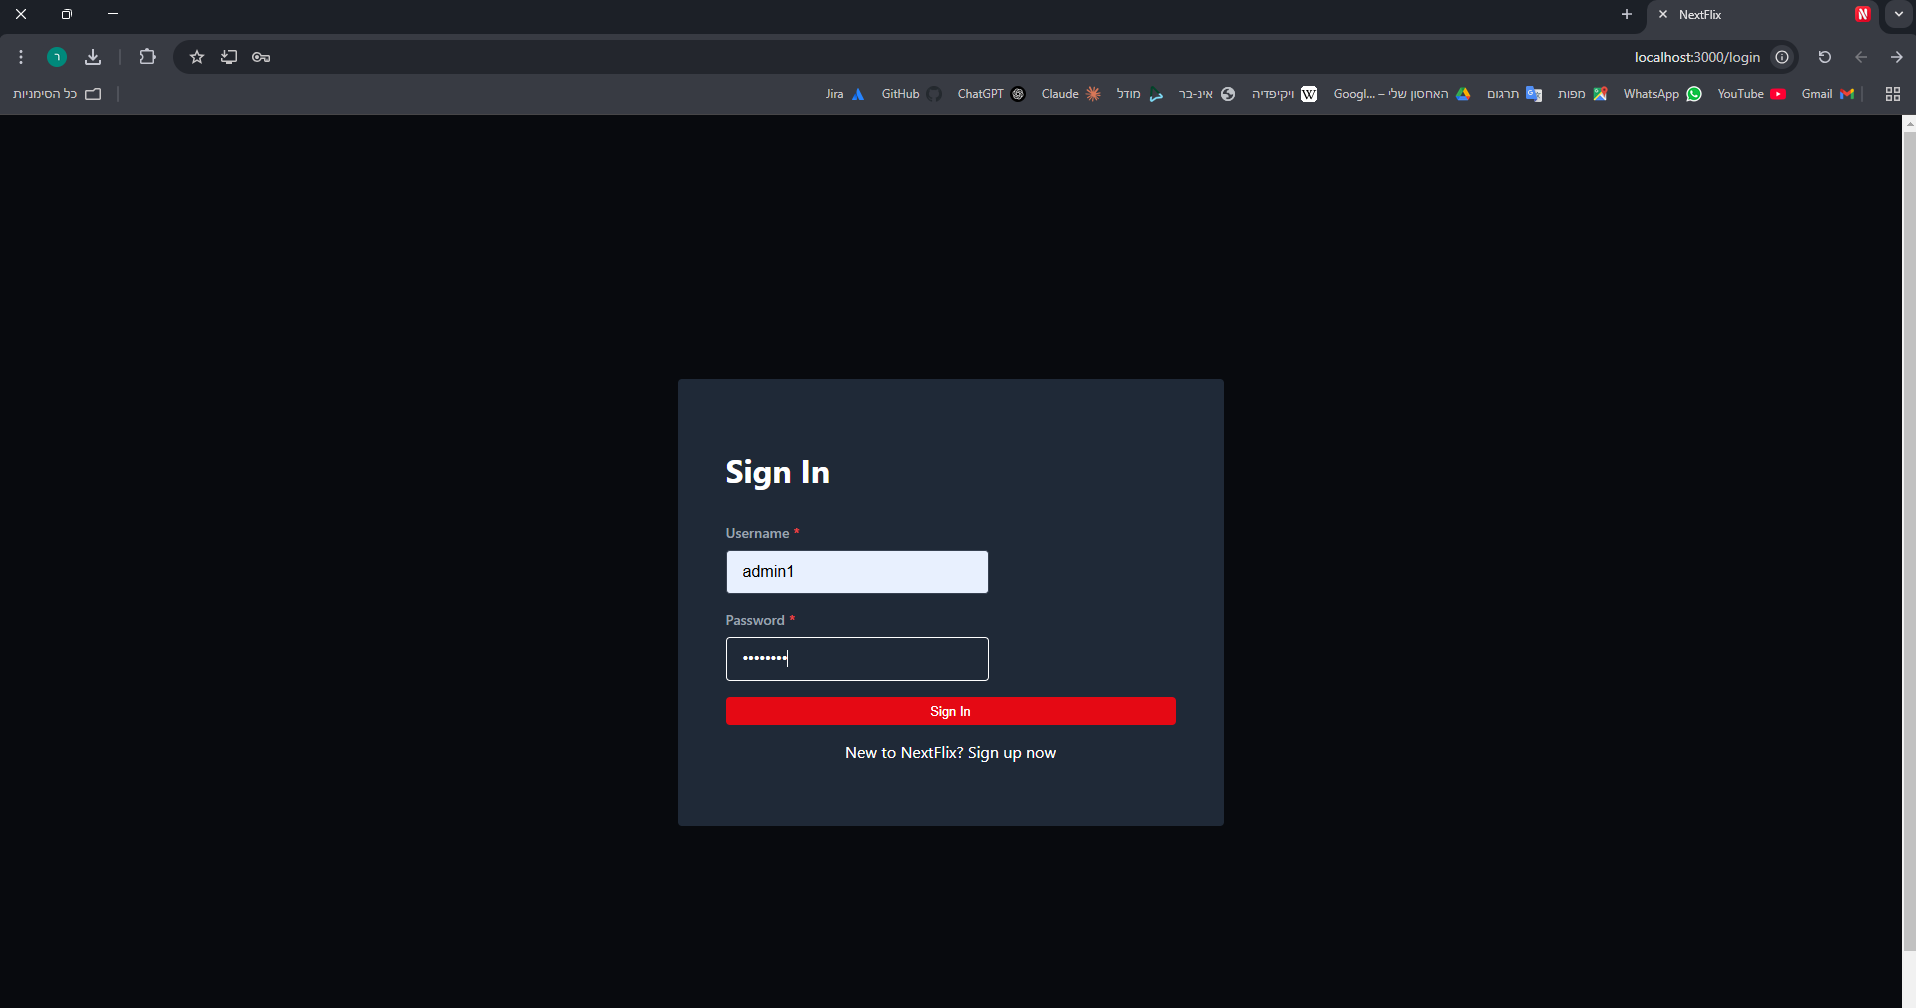 NextFlix
localhost:3000/login
Gmail
YouTube
WhatsApp
מפות
תרגום
האחסון שלי – Googl...
ויקיפדיה
אינ-בר
מודל
Claude
ChatGPT
GitHub
Jira
כל הסימניות
Sign In
Username *
admin1
Password *
••••••••
Sign In
New to NextFlix? Sign up now